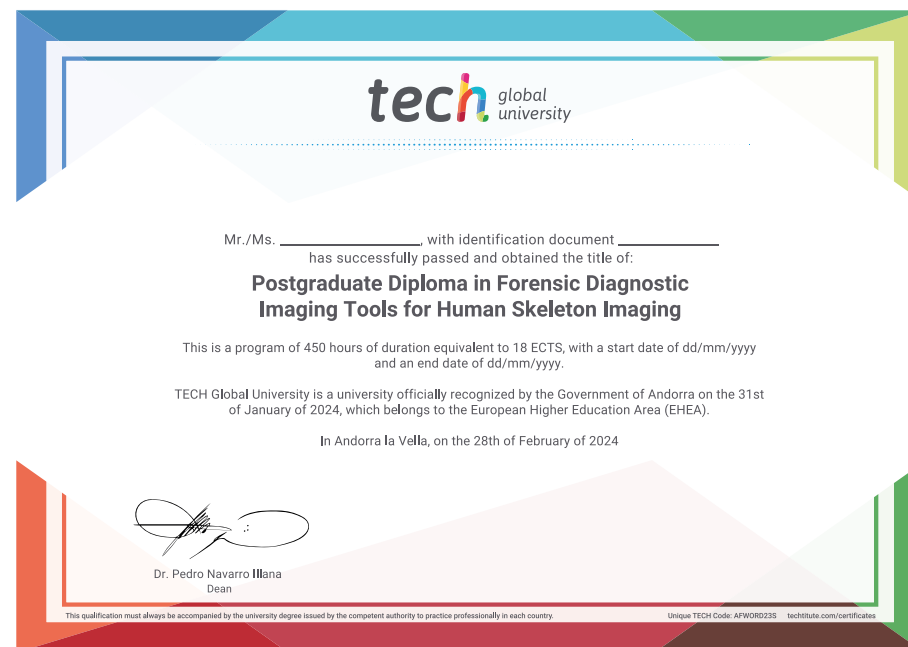 tech global university
Mr./Ms. ____________________, with identification document ______________
has successfully passed and obtained the title of:
Postgraduate Diploma in Forensic Diagnostic
Imaging Tools for Human Skeleton Imaging
This is a program of 450 hours of duration equivalent to 18 ECTS, with a start date of dd/mm/yyyy
and an end date of dd/mm/yyyy.
TECH Global University is a university officially recognized by the Government of Andorra on the 31st
of January of 2024, which belongs to the European Higher Education Area (EHEA).
In Andorra la Vella, on the 28th of February of 2024
Dr. Pedro Navarro Illana
Dean
This qualification must always be accompanied by the university degree issued by the competent authority to practice professionally in each country.
Unique TECH Code: AFWORD23S techtitute.com/certificates